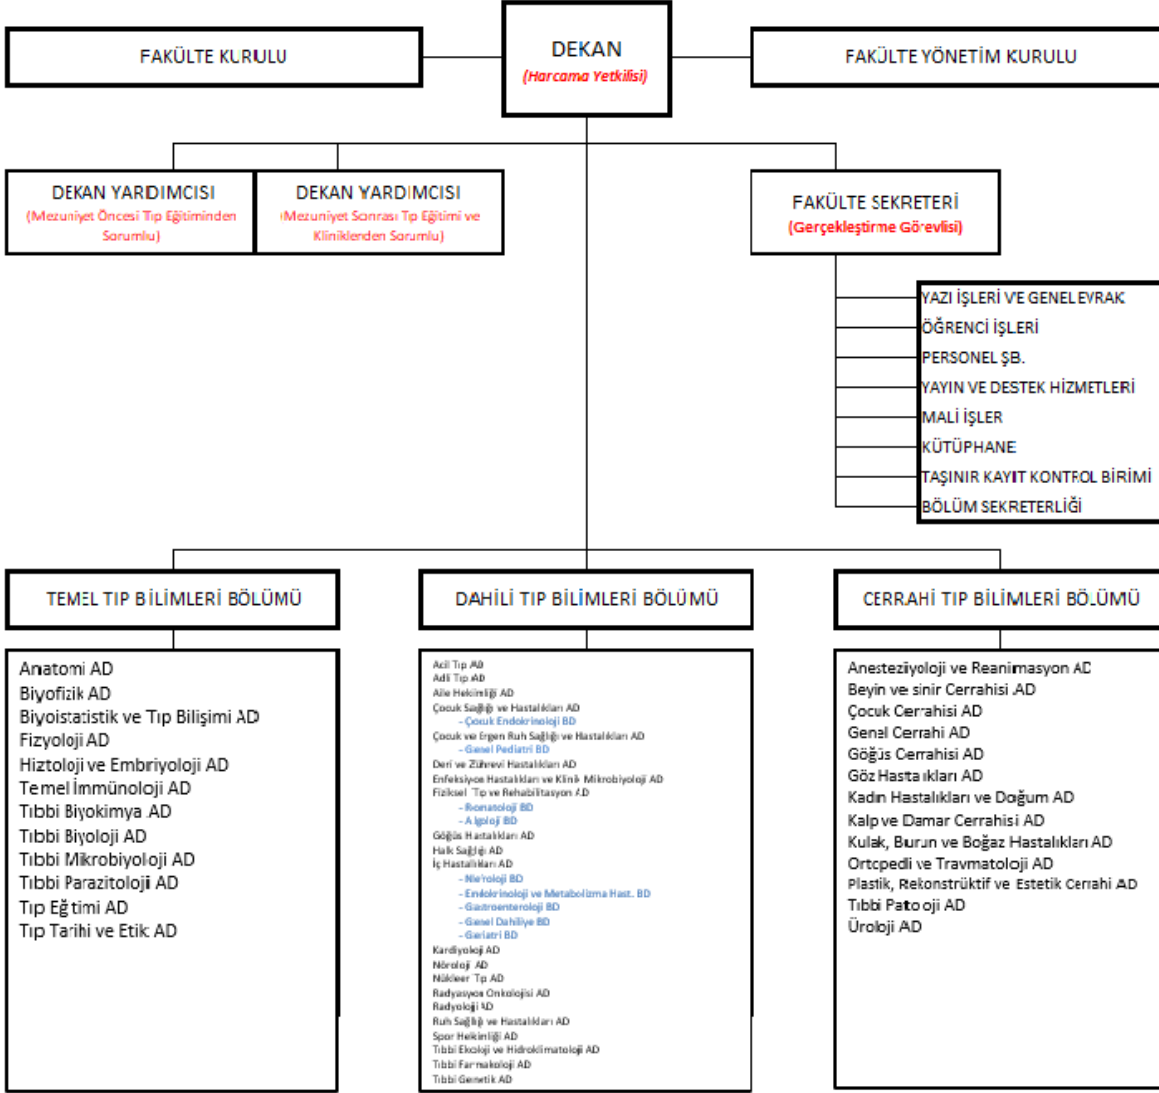 FAKÜLTE KURULU
DEKAN
(Harcama Yetkilisi)
FAKÜLTE YÖNETİM KURULU
DEKAN YARDIMCISI
(Mezuniyet Öncesi Tıp Eğitiminden
Sorumlu)
DEKAN YARDIMCISI
(Mezuniyet Sonrası Tıp Eğitimi ve
Kliniklerden Sorumlu)
FAKÜLTE SEKRETERİ
(Gerçekleştirme Görevlisi)
YAZI İŞLERİ VE GENEL EVRAK
ÖĞRENCİ İŞLERİ
PERSONEL ŞB.
YAYIN VE DESTEK HİZMETLERİ
MALİ İŞLER
KÜTÜPHANE
TAŞINIR KAYIT KONTROL BİRİMİ
BÖLÜM SEKRETERLİĞİ
TEMEL TIP BİLİMLERİ BÖLÜMÜ
Anatomi AD
Biyofizik AD
Biyoistatistik ve Tıp Bilişimi AD
Fizyoloji AD
Hiztoloji ve Embriyoloji AD
Temel İmmünoloji AD
Tıbbi Biyokimya AD
Tıbbi Biyoloji AD
Tıbbi Mikrobiyoloji AD
Tıbbi Parazitoloji AD
Tıp Eğitimi AD
Tıp Tarihi ve Etik AD
DAHİLİ TIP BİLİMLERİ BÖLÜMÜ
Acil Tıp AD
Adli Tıp AD
Aile Hekimliği AD
Çocuk Sağlığı ve Hastalıkları AD
- Çocuk Endokrinoloji BD
Çocuk ve Ergen Ruh Sağlığı ve Hastalıkları AD
- Genel Pediatri BD
Deri ve Zührevi Hastalıkları AD
Enfeksiyon Hastalıkları ve Klinik Mikrobiyoloji AD
Fiziksel Tıp ve Rehabilitasyon AD
- Romatoloji BD
- Algoloji BD
Göğüs Hastalıkları AD
Halk Sağlığı AD
İç Hastalıkları AD
- Nefroloji BD
- Endokrinoloji ve Metabolizma Hast. BD
- Gastroenteroloji BD
- Genel Dahiliye BD
- Geriatri BD
Kardiyoloji AD
Nöroloji AD
Nükleer Tıp AD
Radyasyon Onkolojisi AD
Radyoloji AD
Ruh Sağlığı ve Hastalıkları AD
Spor Hekimliği AD
Tıbbi Ekoloji ve Hidroklimatoloji AD
Tıbbi Farmakoloji AD
Tıbbi Genetik AD
CERRAHİ TIP BİLİMLERİ BÖLÜMÜ
Anesteziyoloji ve Reanimasyon AD
Beyin ve sinir Cerrahisi AD
Çocuk Cerrahisi AD
Genel Cerrahi AD
Göğüs Cerrahisi AD
Göz Hastalıkları AD
Kadın Hastalıkları ve Doğum AD
Kalp ve Damar Cerrahisi AD
Kulak, Burun ve Boğaz Hastalıkları AD
Ortopedi ve Travmatoloji AD
Plastik, Rekonstrüktif ve Estetik Cerrahi AD
Tıbbi Patoloji AD
Üroloji AD